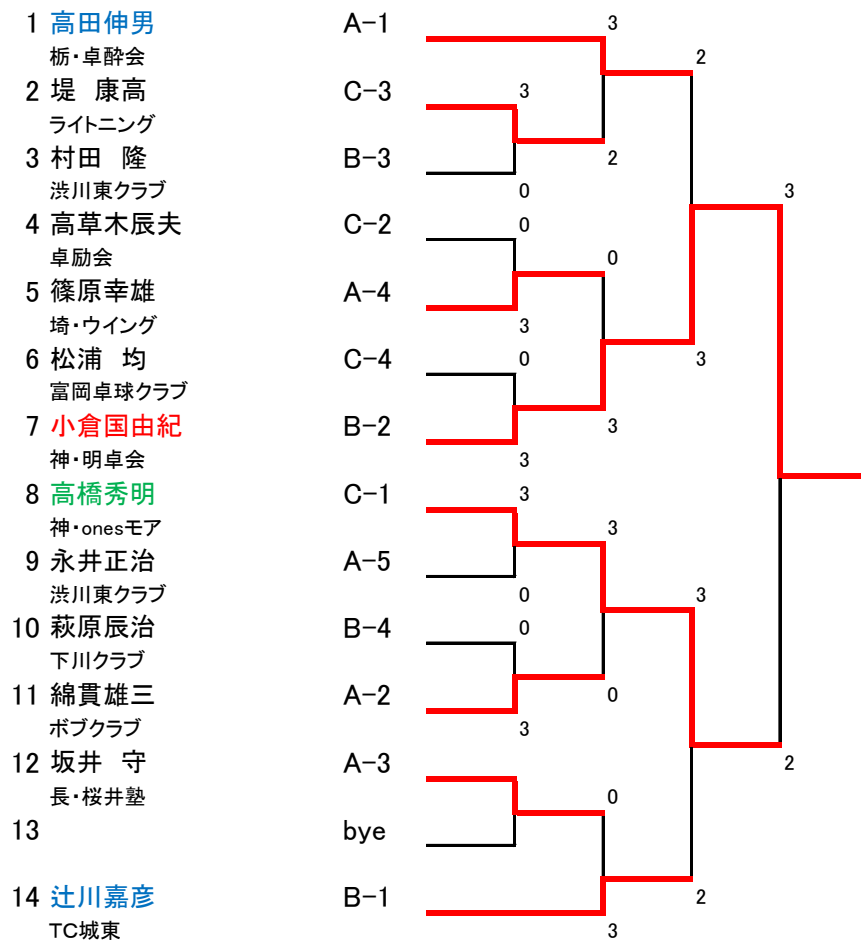 1 高田伸男 A-1 3
栃・卓酔会 2
2 堤　康高 C-3 3
ライトニング
3 村田　隆 B-3 2
渋川東クラブ 0 3
4 高草木辰夫 C-2 0
卓励会 0
5 篠原幸雄 A-4
埼・ウイング 3
6 松浦　均 C-4 0 3
富岡卓球クラブ
7 小倉国由紀 B-2 3
神・明卓会 3
8 高橋秀明 C-1 3
神・onesモア 3
9 永井正治 A-5
渋川東クラブ 0 3
10 萩原辰治 B-4 0
下川クラブ
11 綿貫雄三 A-2 0
ボブクラブ 3
12 坂井　守 A-3 2
長・桜井塾 0
13 bye
14 辻川嘉彦 B-1 2
TC城東 3